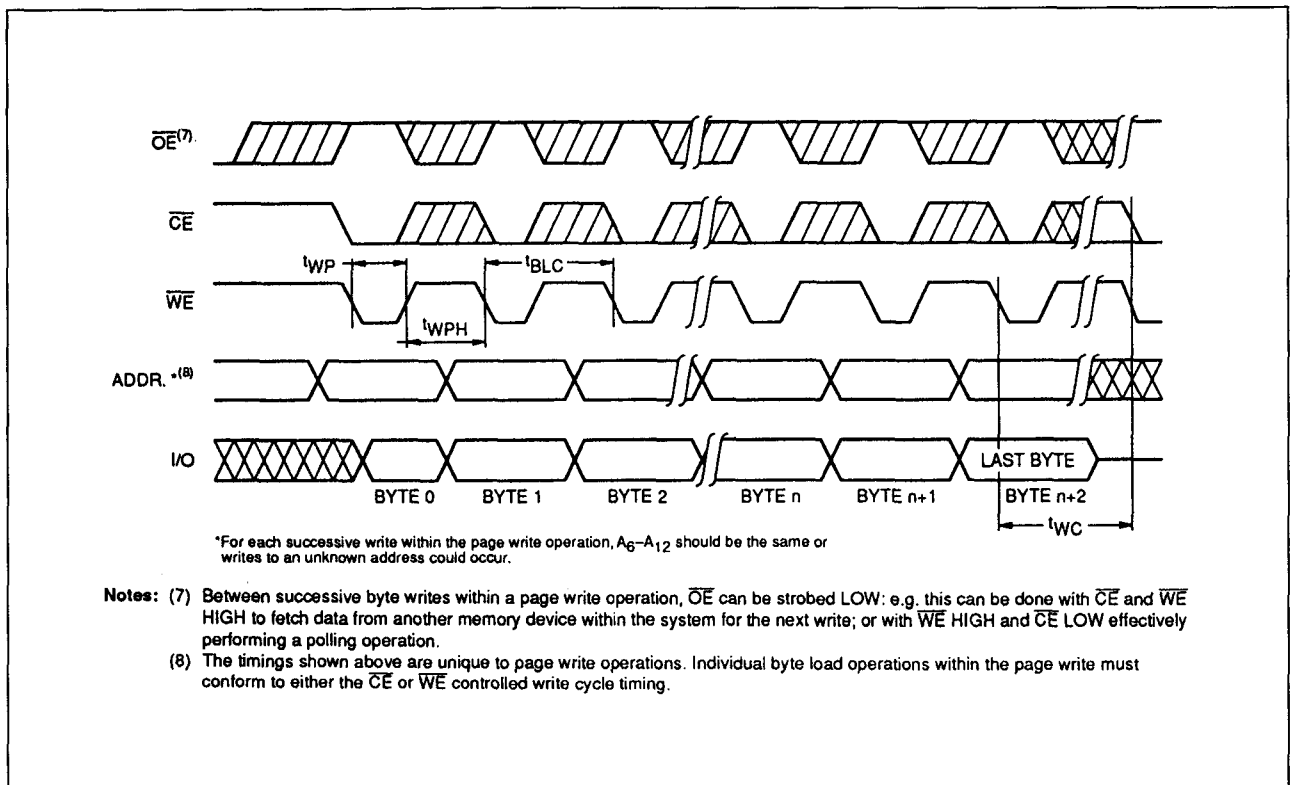 OE(7).
CE
tWP
tBLC
WE
tWPH
ADDR. *(8)
I/O
LAST BYTE
BYTE 0 BYTE 1 BYTE 2 BYTE n BYTE n+1 BYTE n+2
tWC
*For each successive write within the page write operation, A6–A12 should be the same or
writes to an unknown address could occur.
Notes: (7) Between successive byte writes within a page write operation, OE can be strobed LOW: e.g. this can be done with CE and WE
HIGH to fetch data from another memory device within the system for the next write; or with WE HIGH and CE LOW effectively
performing a polling operation.
(8) The timings shown above are unique to page write operations. Individual byte load operations within the page write must
conform to either the CE or WE controlled write cycle timing.